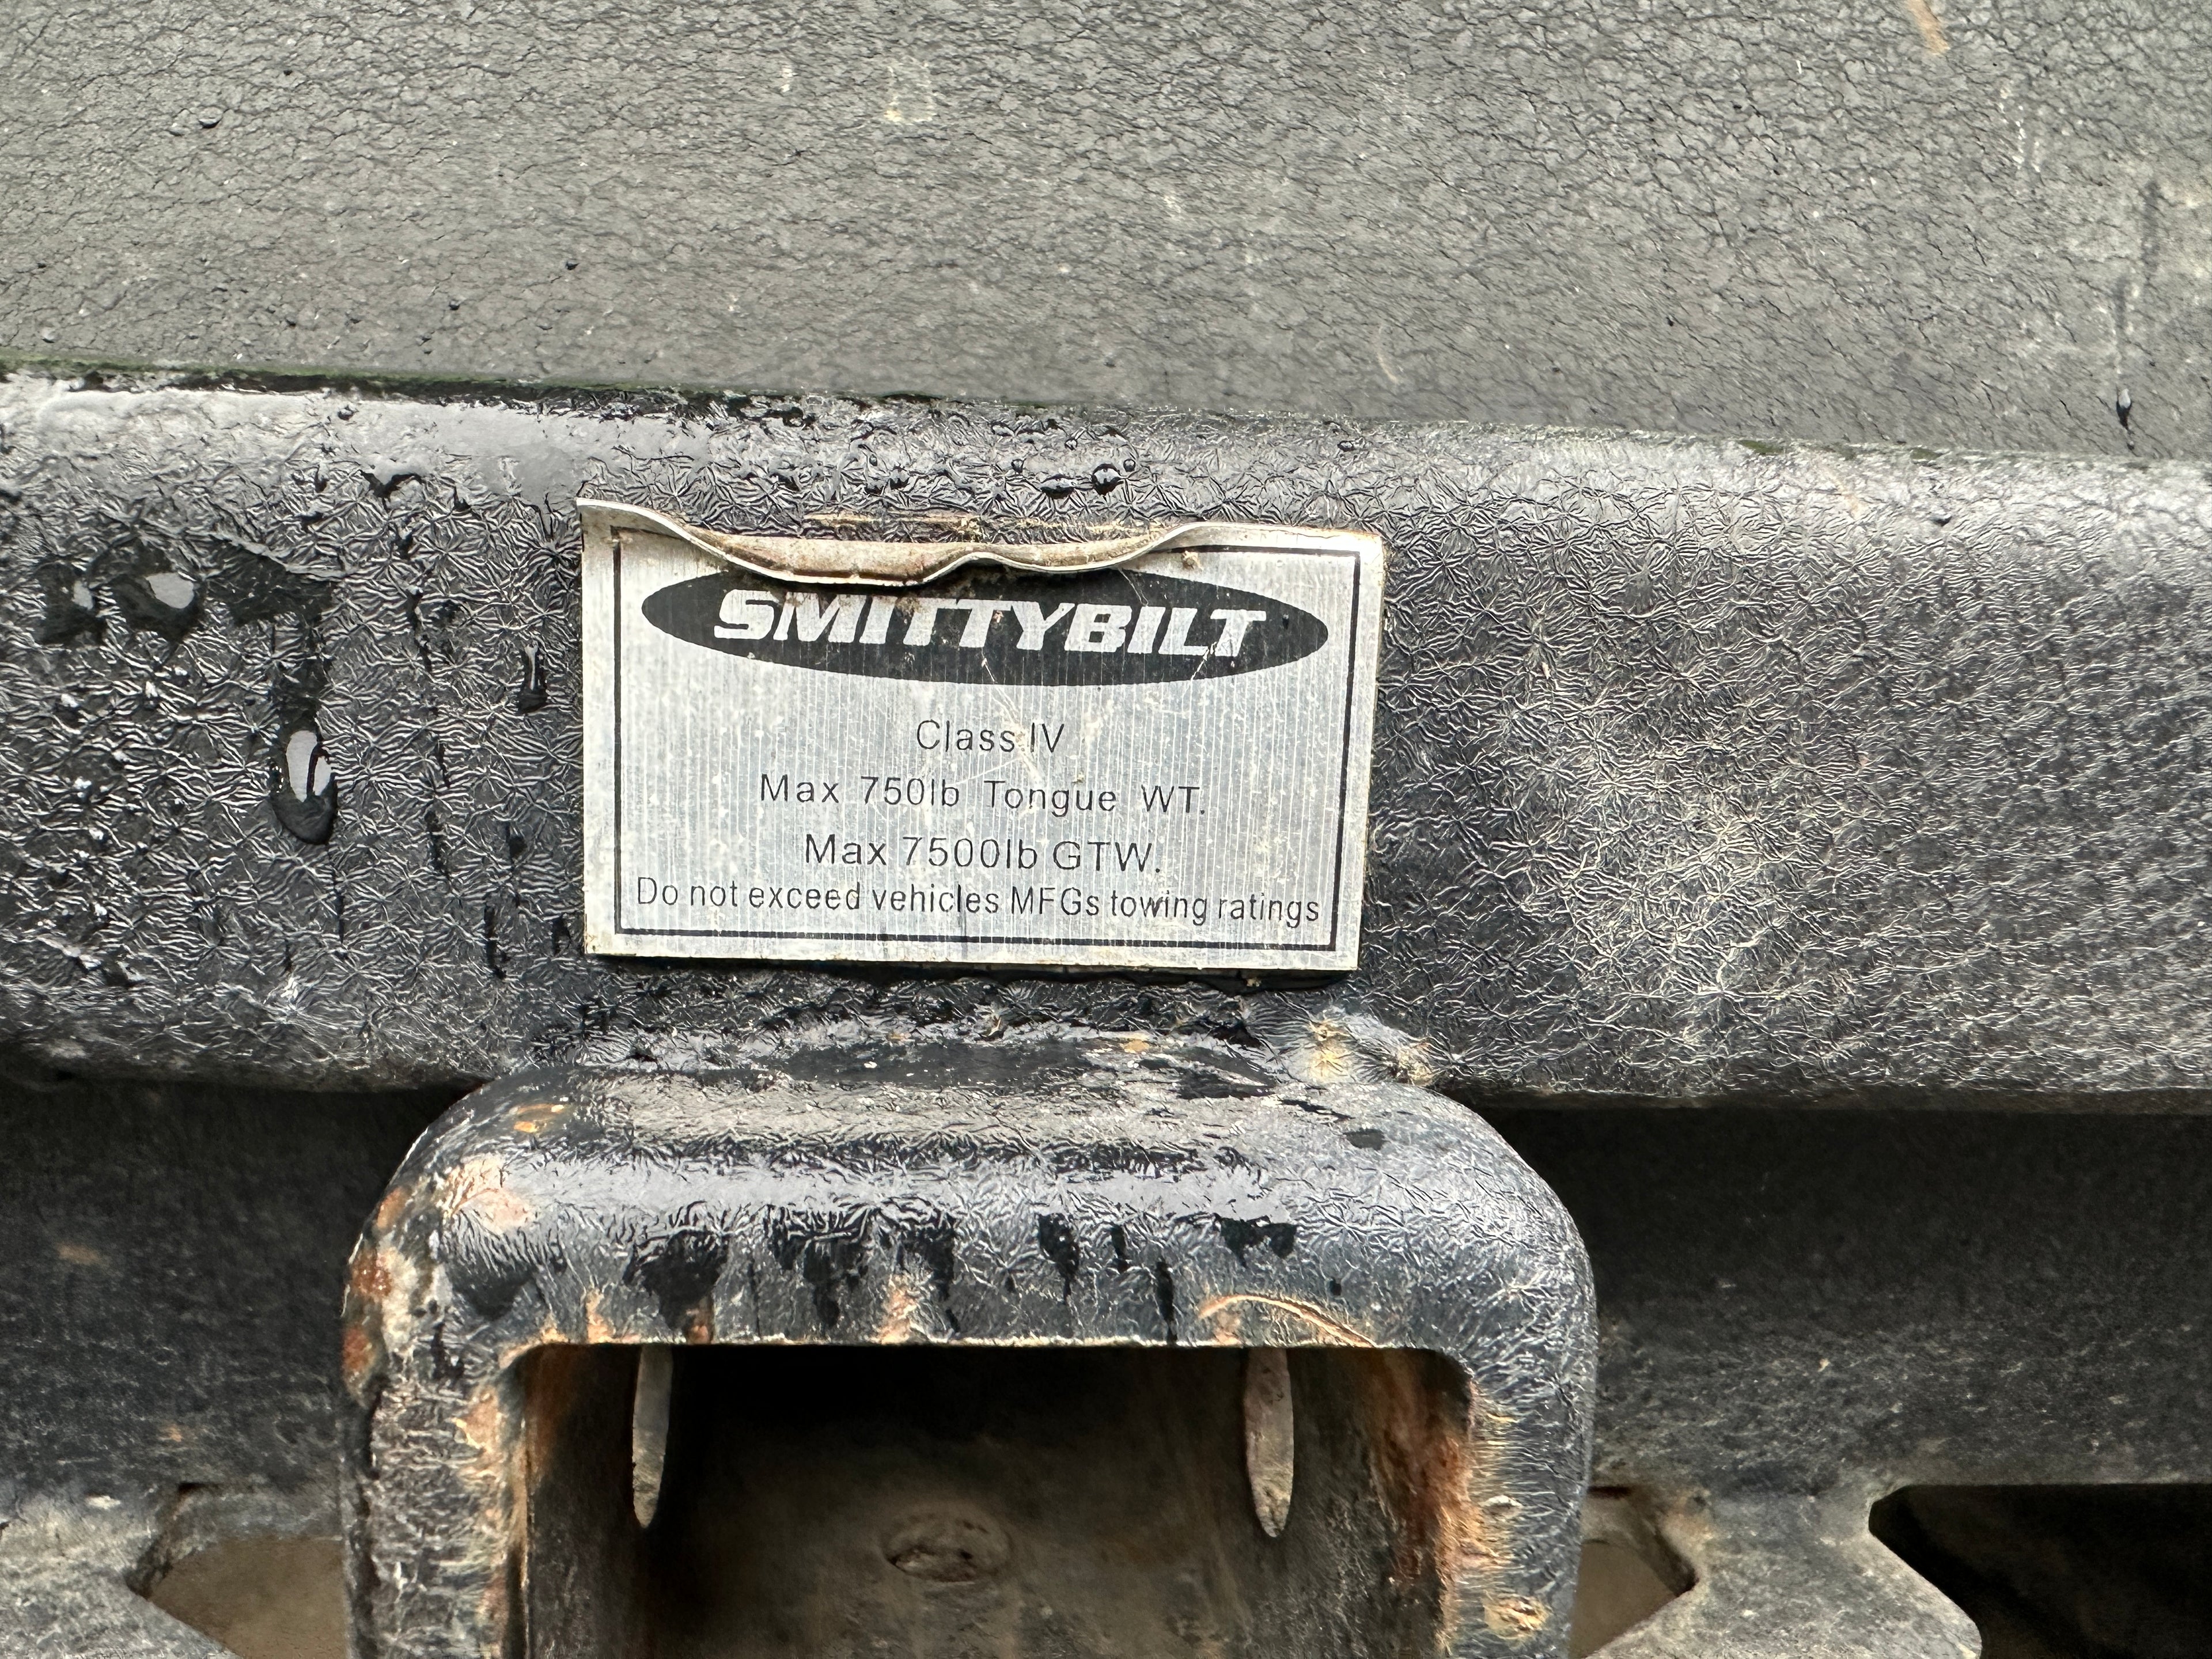 SMITTYBILT
Class IV
Max 750lb Tongue WT.
Max 7500lb GTW.
Do not exceed vehicles MFGs towing ratings